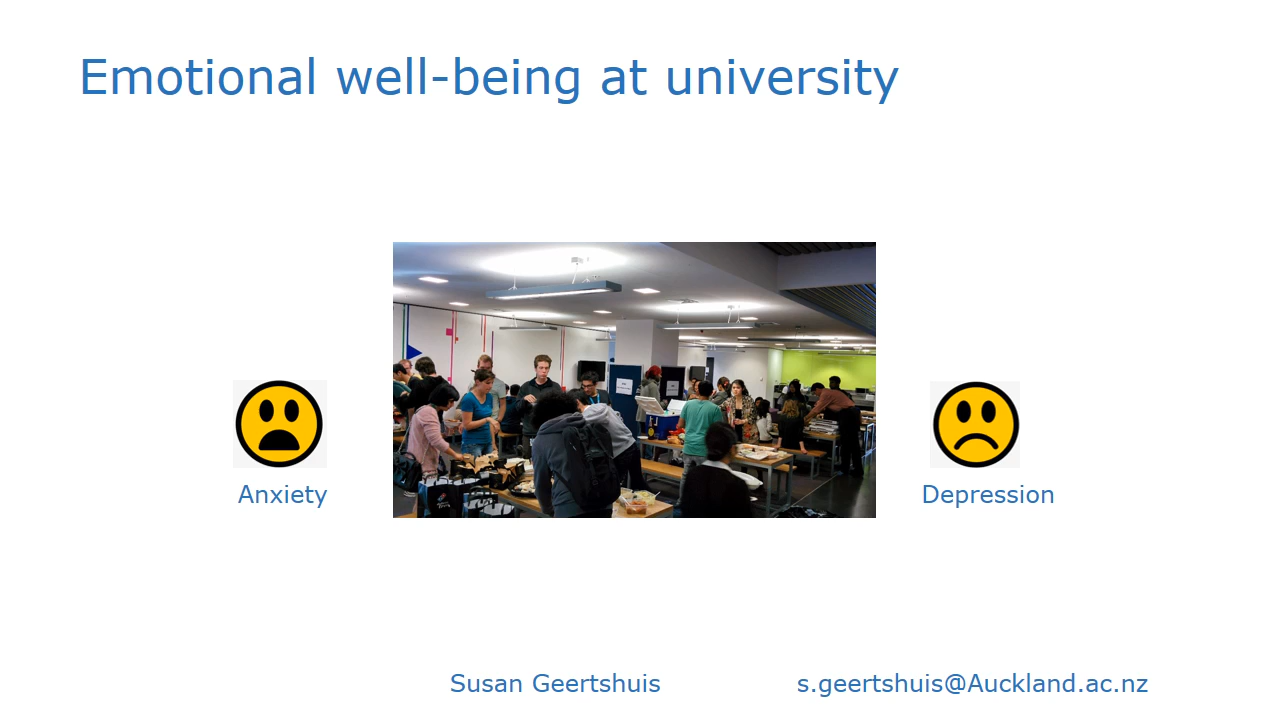 Emotional well-being at university
Anxiety
Depression
Susan Geertshuis
s.geertshuis@Auckland.ac.nz